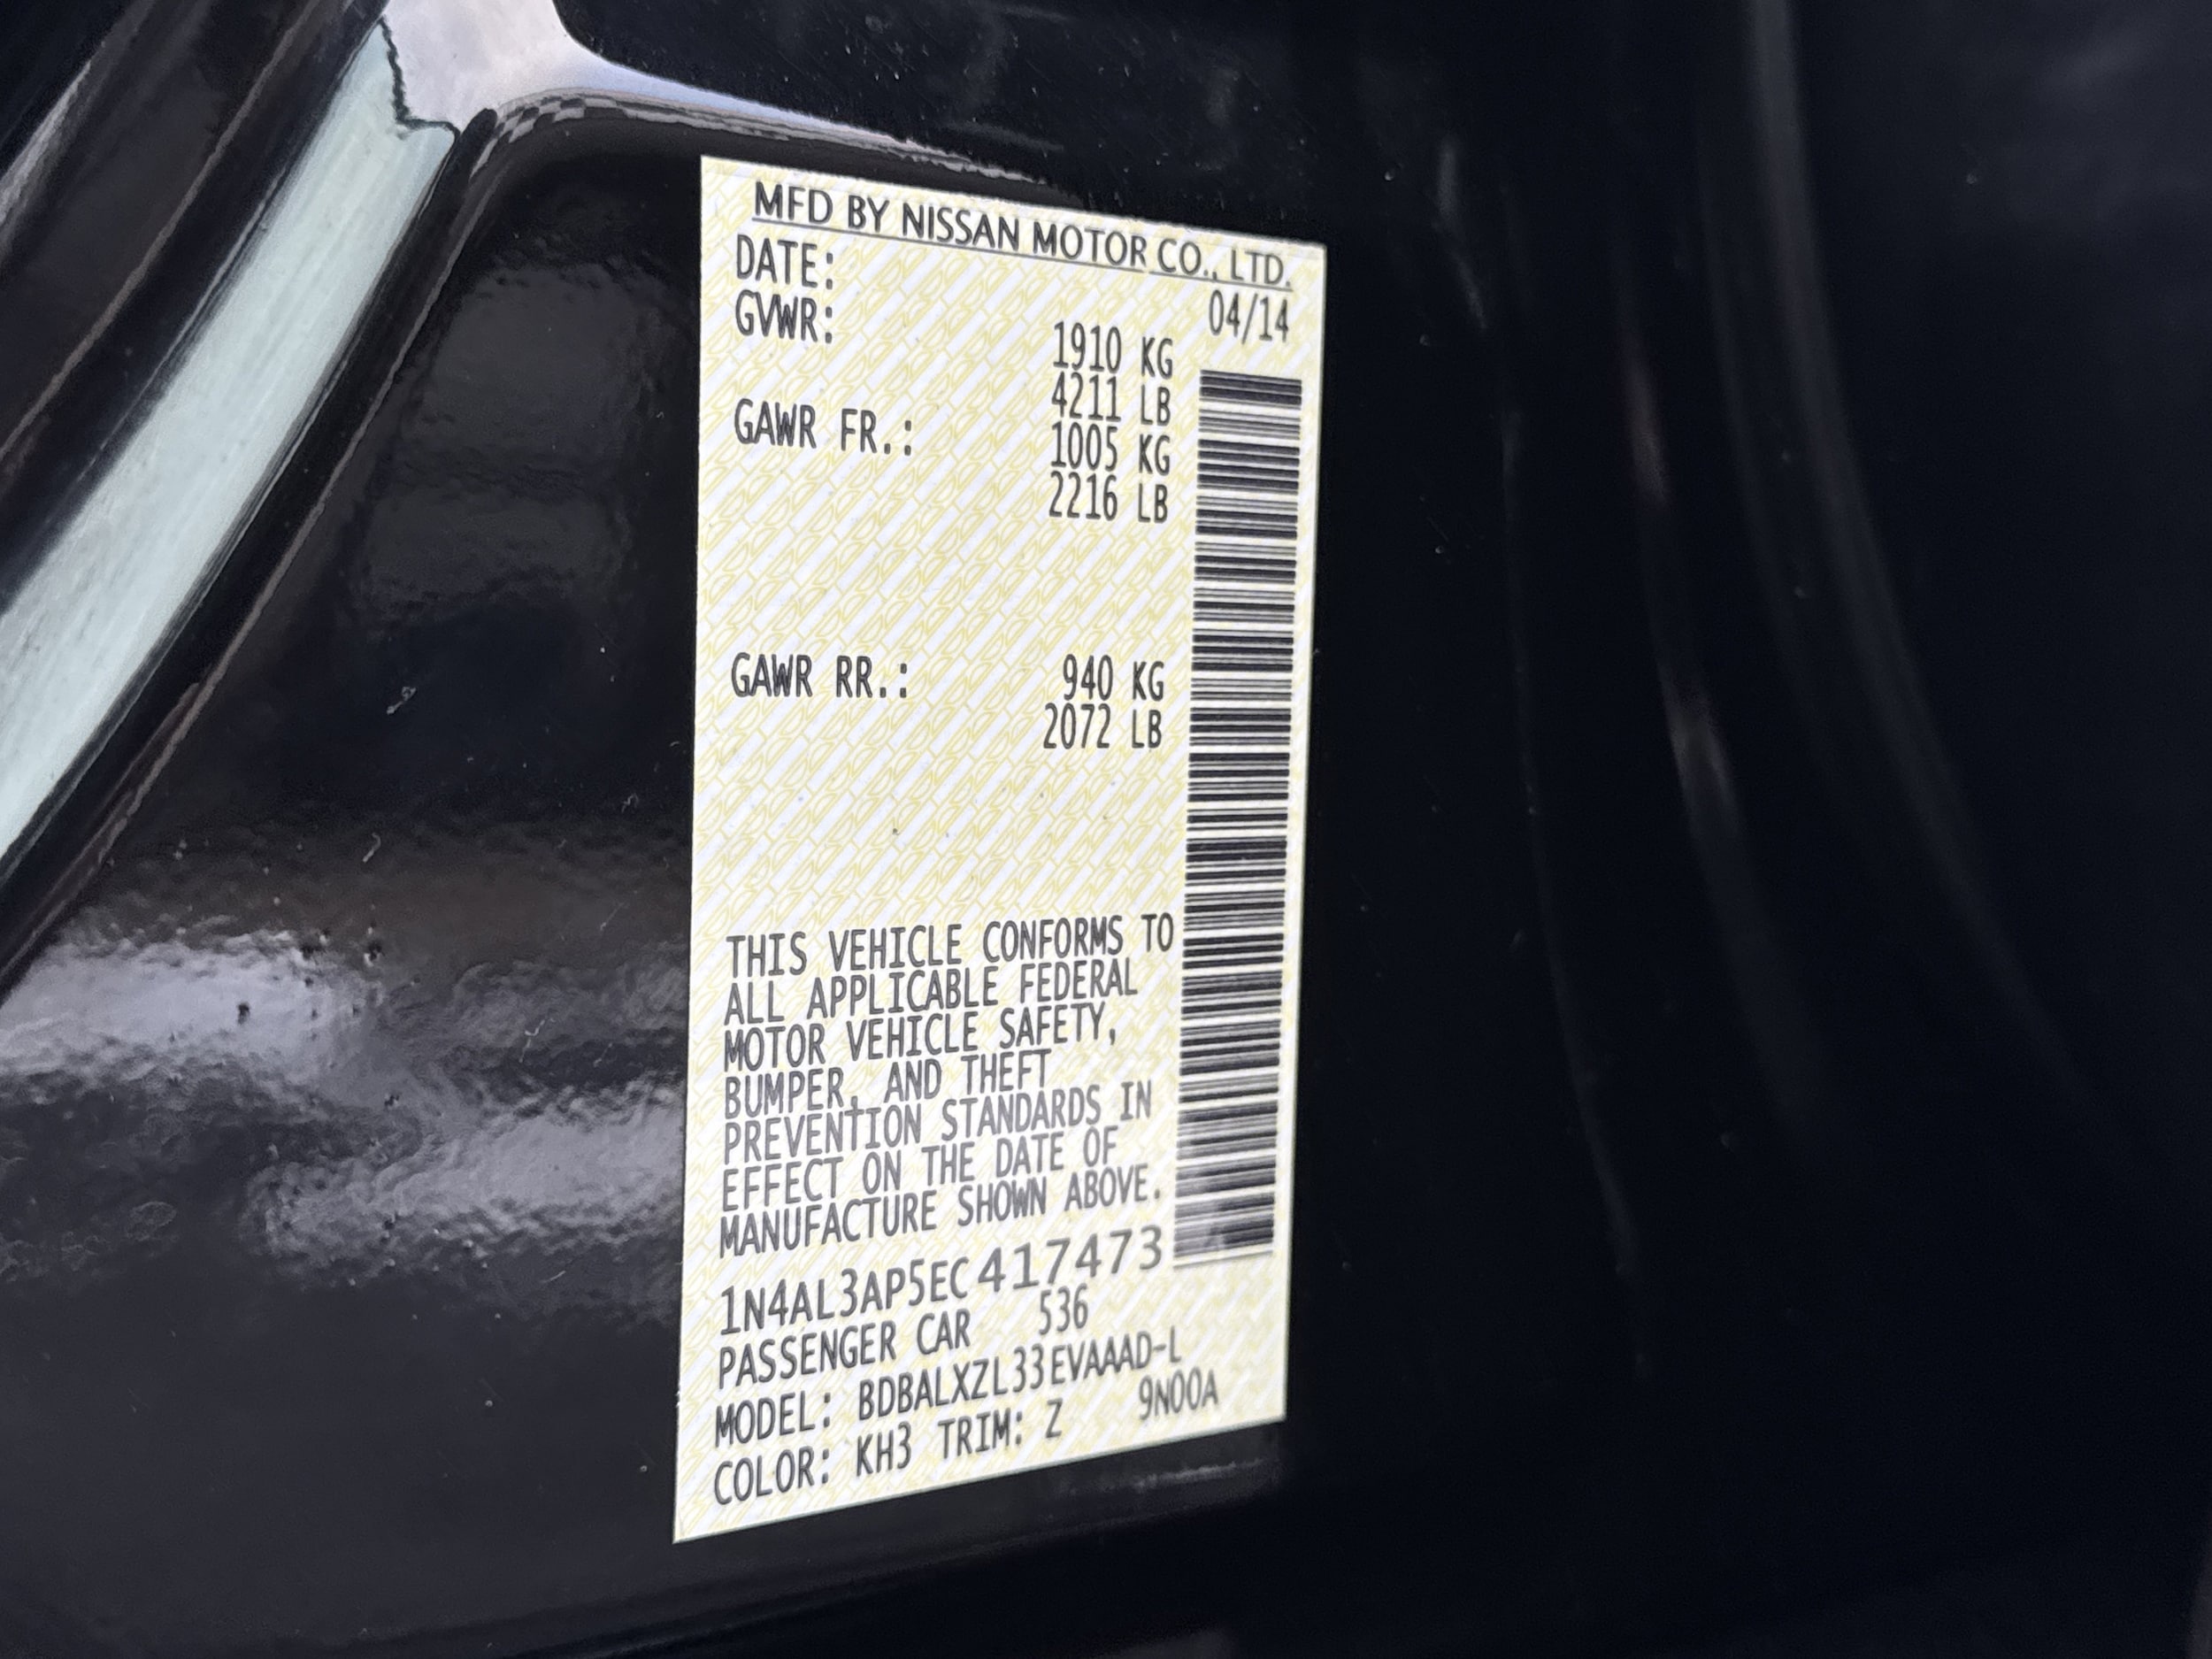 MFD BY NISSAN MOTOR CO., LTD.
DATE: 04/14
GVWR: 1910 KG
4211 LB
GAWR FR.: 1005 KG
2216 LB
GAWR RR.: 940 KG
2072 LB
THIS VEHICLE CONFORMS TO
ALL APPLICABLE FEDERAL
MOTOR VEHICLE SAFETY,
BUMPER, AND THEFT
PREVENTION STANDARDS IN
EFFECT ON THE DATE OF
MANUFACTURE SHOWN ABOVE.
1N4AL3AP5EC417473
PASSENGER CAR 536
MODEL: BDBALXZL33EVAAAD-L
COLOR: KH3 TRIM: Z 9N00A